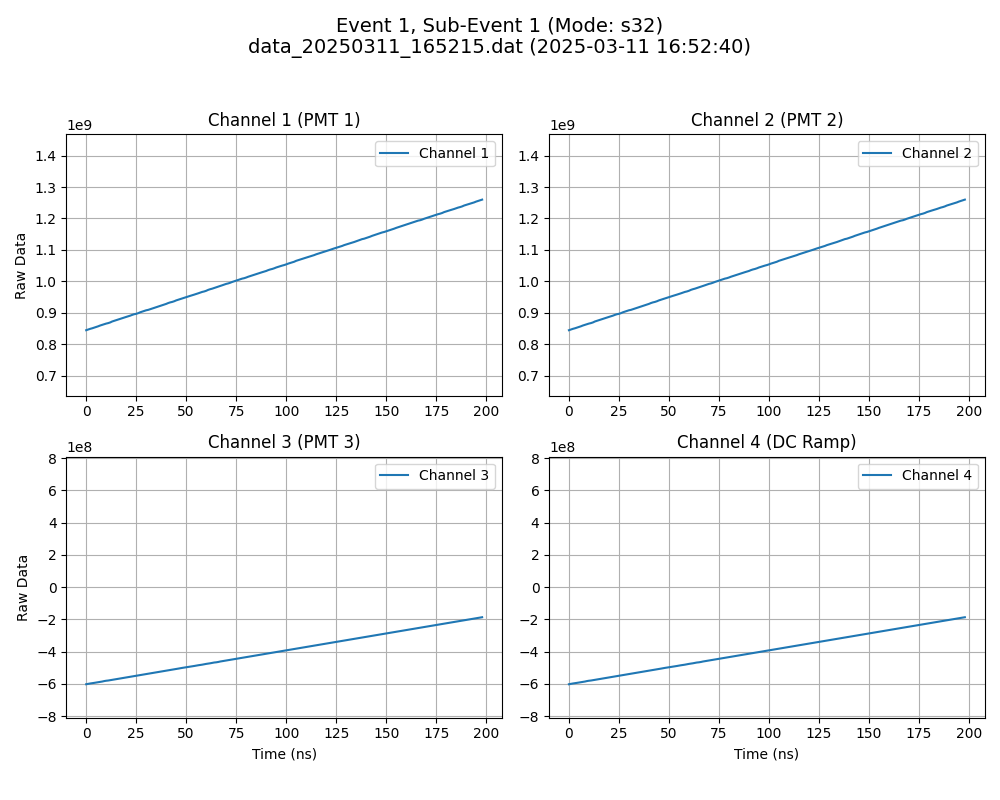 Event 1, Sub-Event 1 (Mode: s32)
data_20250311_165215.dat (2025-03-11 16:52:40)
Channel 1 (PMT 1)
1e9
Channel 1
1.4
1.3
1.2
1.1
1.0
0.9
0.8
0.7
Raw Data
0 25 50 75 100 125 150 175 200
Channel 2 (PMT 2)
1e9
Channel 2
1.4
1.3
1.2
1.1
1.0
0.9
0.8
0.7
0 25 50 75 100 125 150 175 200
Channel 3 (PMT 3)
1e8
Channel 3
8
6
4
2
0
−2
−4
−6
−8
Raw Data
0 25 50 75 100 125 150 175 200
Time (ns)
Channel 4 (DC Ramp)
1e8
Channel 4
8
6
4
2
0
−2
−4
−6
−8
0 25 50 75 100 125 150 175 200
Time (ns)